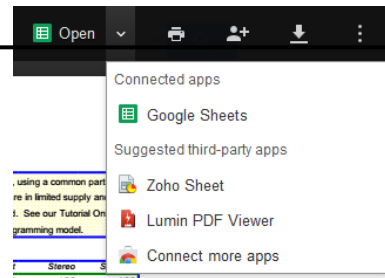 Open
Connected apps
Google Sheets
Suggested third-party apps
Zoho Sheet
Lumin PDF Viewer
Connect more apps
, using a common part
re in limited supply and
. See our Tutorial On
gramming model.
Stereo S